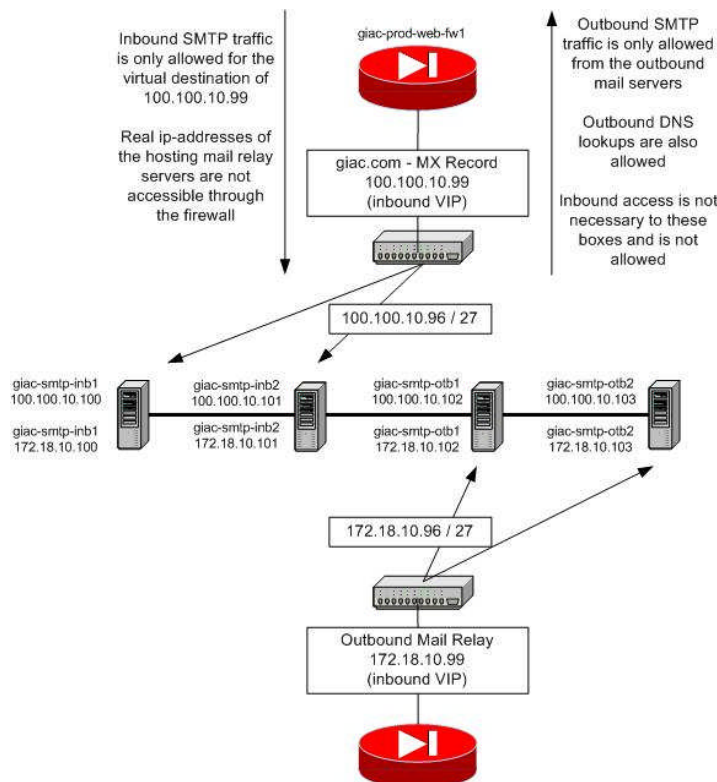 giac-prod-web-fw1
Inbound SMTP traffic
is only allowed for the
virtual destination of
100.100.10.99
Real ip-addresses of
the hosting mail relay
servers are not
accessible through
the firewall
giac.com - MX Record
100.100.10.99
(inbound VIP)
Outbound SMTP
traffic is only allowed
from the outbound
mail servers
Outbound DNS
lookups are also
allowed
Inbound access is not
necessary to these
boxes and is not
allowed
100.100.10.96 / 27
giac-smtp-inb1
100.100.10.100
giac-smtp-inb1
172.18.10.100
giac-smtp-inb2
100.100.10.101
giac-smtp-inb2
172.18.10.101
giac-smtp-otb1
100.100.10.102
giac-smtp-otb1
172.18.10.102
giac-smtp-otb2
100.100.10.103
giac-smtp-otb2
172.18.10.103
172.18.10.96 / 27
Outbound Mail Relay
172.18.10.99
(inbound VIP)